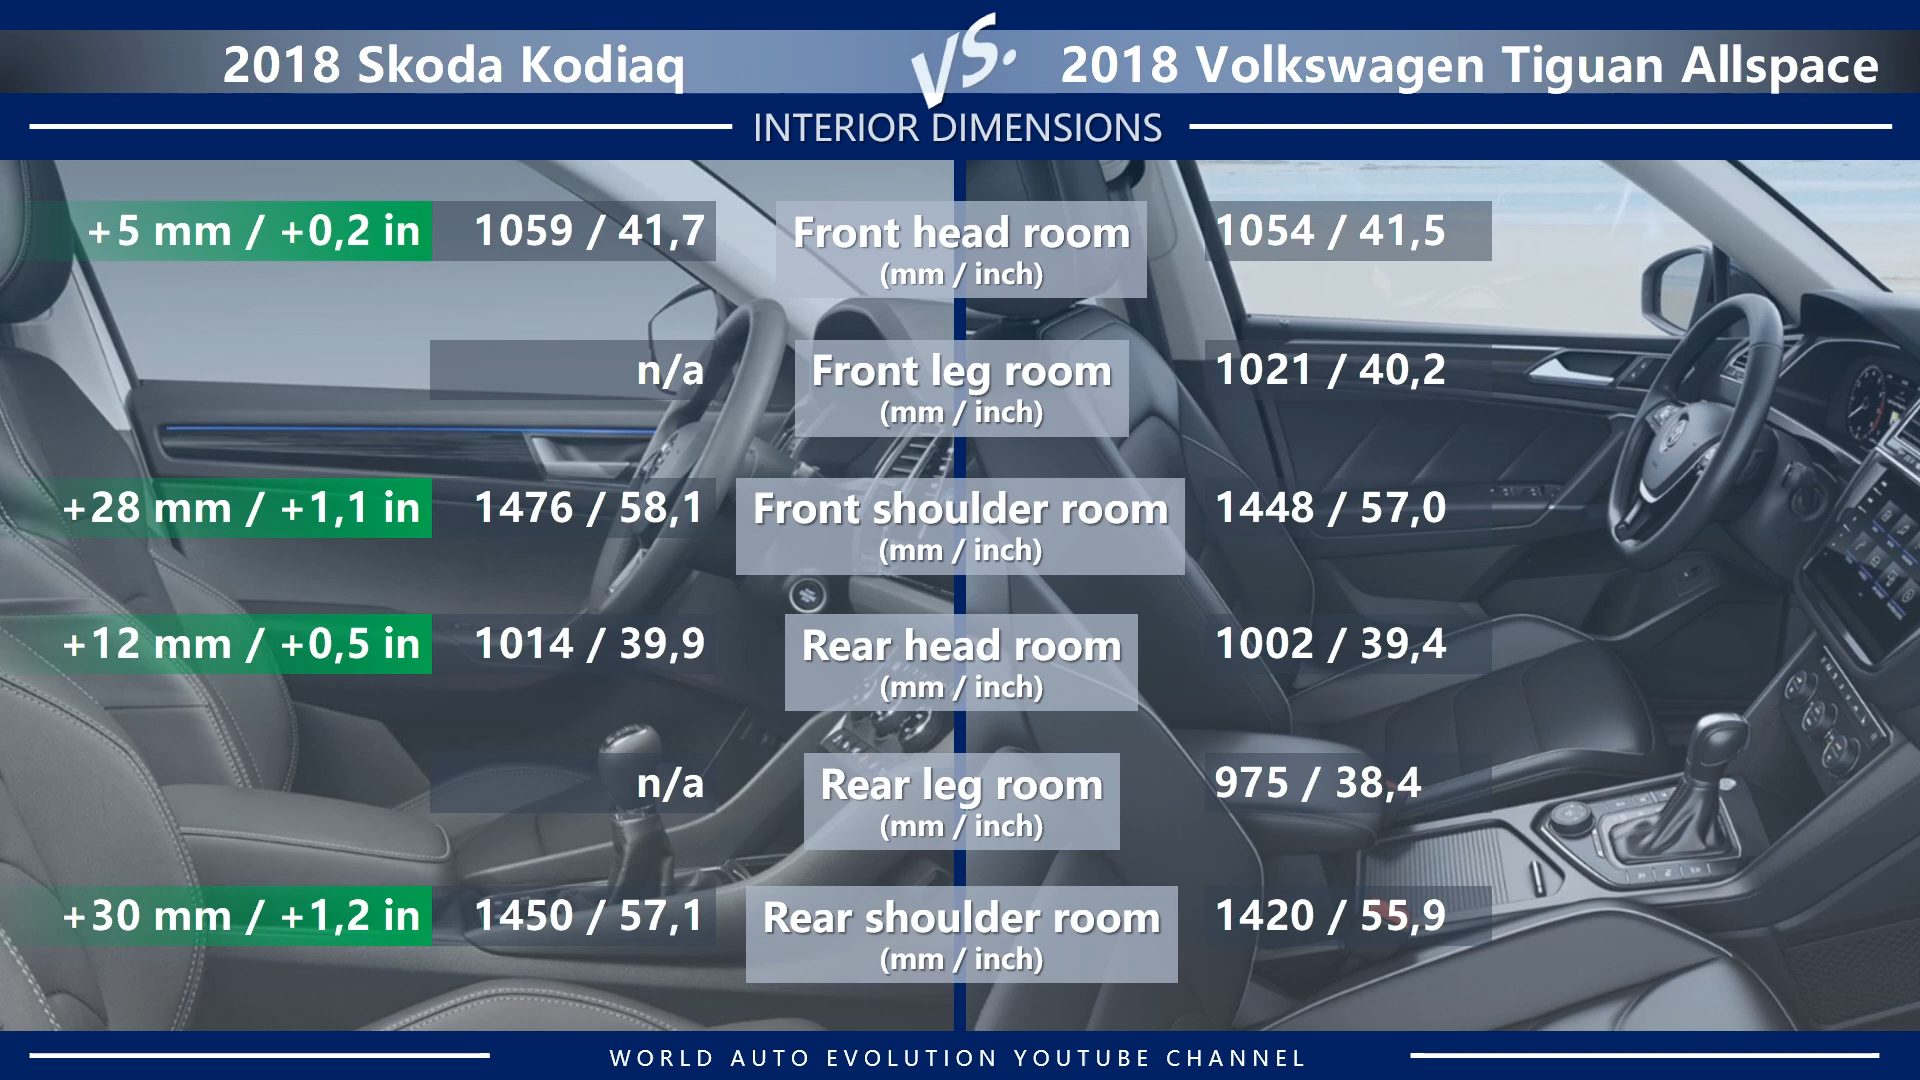 2018 Skoda Kodiaq VS. 2018 Volkswagen Tiguan Allspace
INTERIOR DIMENSIONS
+5 mm / +0,2 in 1059 / 41,7 Front head room 1054 / 41,5
(mm / inch)
n/a Front leg room 1021 / 40,2
(mm / inch)
+28 mm / +1,1 in 1476 / 58,1 Front shoulder room 1448 / 57,0
(mm / inch)
+12 mm / +0,5 in 1014 / 39,9 Rear head room 1002 / 39,4
(mm / inch)
n/a Rear leg room 975 / 38,4
(mm / inch)
+30 mm / +1,2 in 1450 / 57,1 Rear shoulder room 1420 / 55,9
(mm / inch)
WORLD AUTO EVOLUTION YOUTUBE CHANNEL